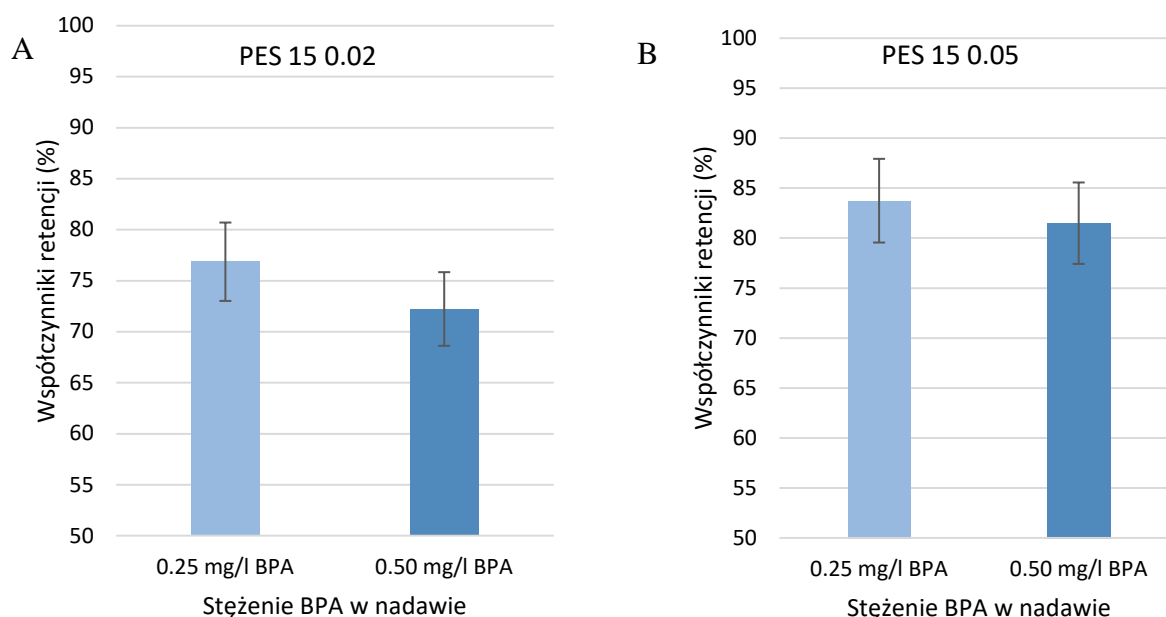 A
PES 15 0.02
Współczynniki retencji (%)
100
95
90
85
80
75
70
65
60
55
50
0.25 mg/l BPA
0.50 mg/l BPA
Stężenie BPA w nadawie
B
PES 15 0.05
Współczynniki retencji (%)
100
95
90
85
80
75
70
65
60
55
50
0.25 mg/l BPA
0.50 mg/l BPA
Stężenie BPA w nadawie